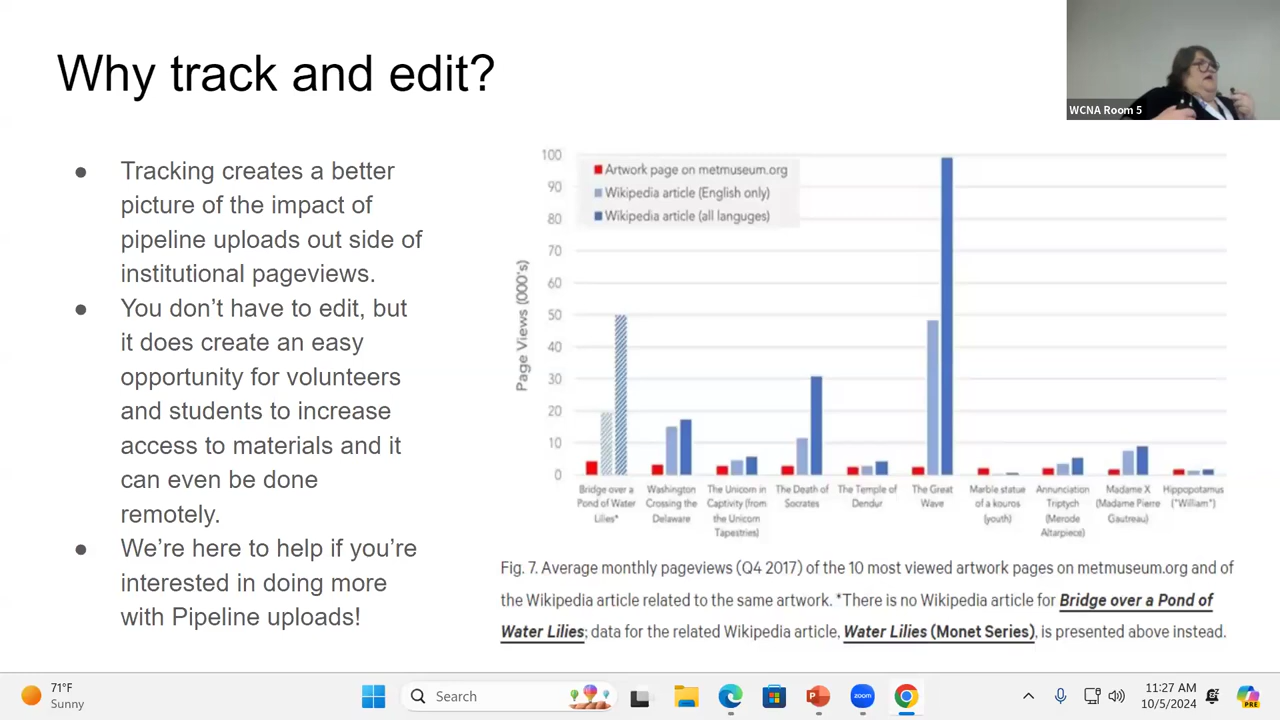 Why track and edit?
WCNA Room 5
● Tracking creates a better
picture of the impact of
pipeline uploads out side of
institutional pageviews.
● You don’t have to edit, but
it does create an easy
opportunity for volunteers
and students to increase
access to materials and it
can even be done
remotely.
● We’re here to help if you’re
interested in doing more
with Pipeline uploads!
Artwork page on metmuseum.org
Wikipedia article (English only)
Wikipedia article (all languges)
Page Views (000's)
100
90
80
70
60
50
40
30
20
10
0
Bridge over a
Pond of Water
Lilies*
Washington
Crossing the
Delaware
The Unicorn in
Captivity (from
the Unicorn
Tapestries)
The Death of
Socrates
The Temple of
Dendur
The Great
Wave
Marble statue
of a kouros
(youth)
Annunciation
Triptych
(Merode
Altarpiece)
Madame X
(Madame Pierre
Gautreau)
Hippopotamus
("William")
Fig. 7. Average monthly pageviews (Q4 2017) of the 10 most viewed artwork pages on metmuseum.org and of
the Wikipedia article related to the same artwork. *There is no Wikipedia article for Bridge over a Pond of
Water Lilies; data for the related Wikipedia article, Water Lilies (Monet Series), is presented above instead.
71°F
Sunny
Search
zoom
11:27 AM
10/5/2024
PRE